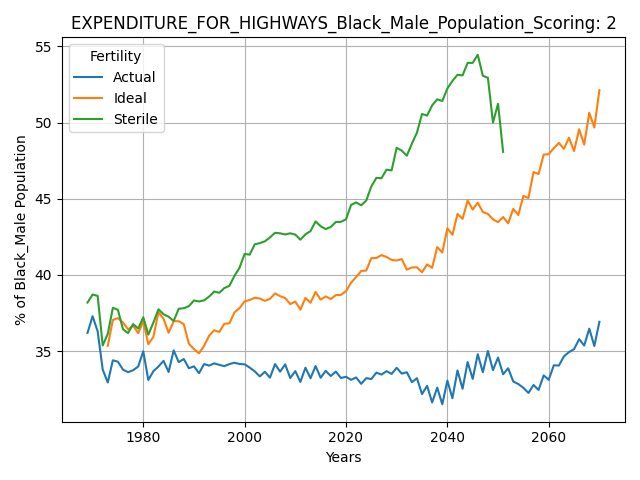 EXPENDITURE_FOR_HIGHWAYS_Black_Male_Population_Scoring: 2
Fertility
Actual
Ideal
Sterile
% of Black_Male Population
55
50
45
40
35
1980 2000 2020 2040 2060
Years